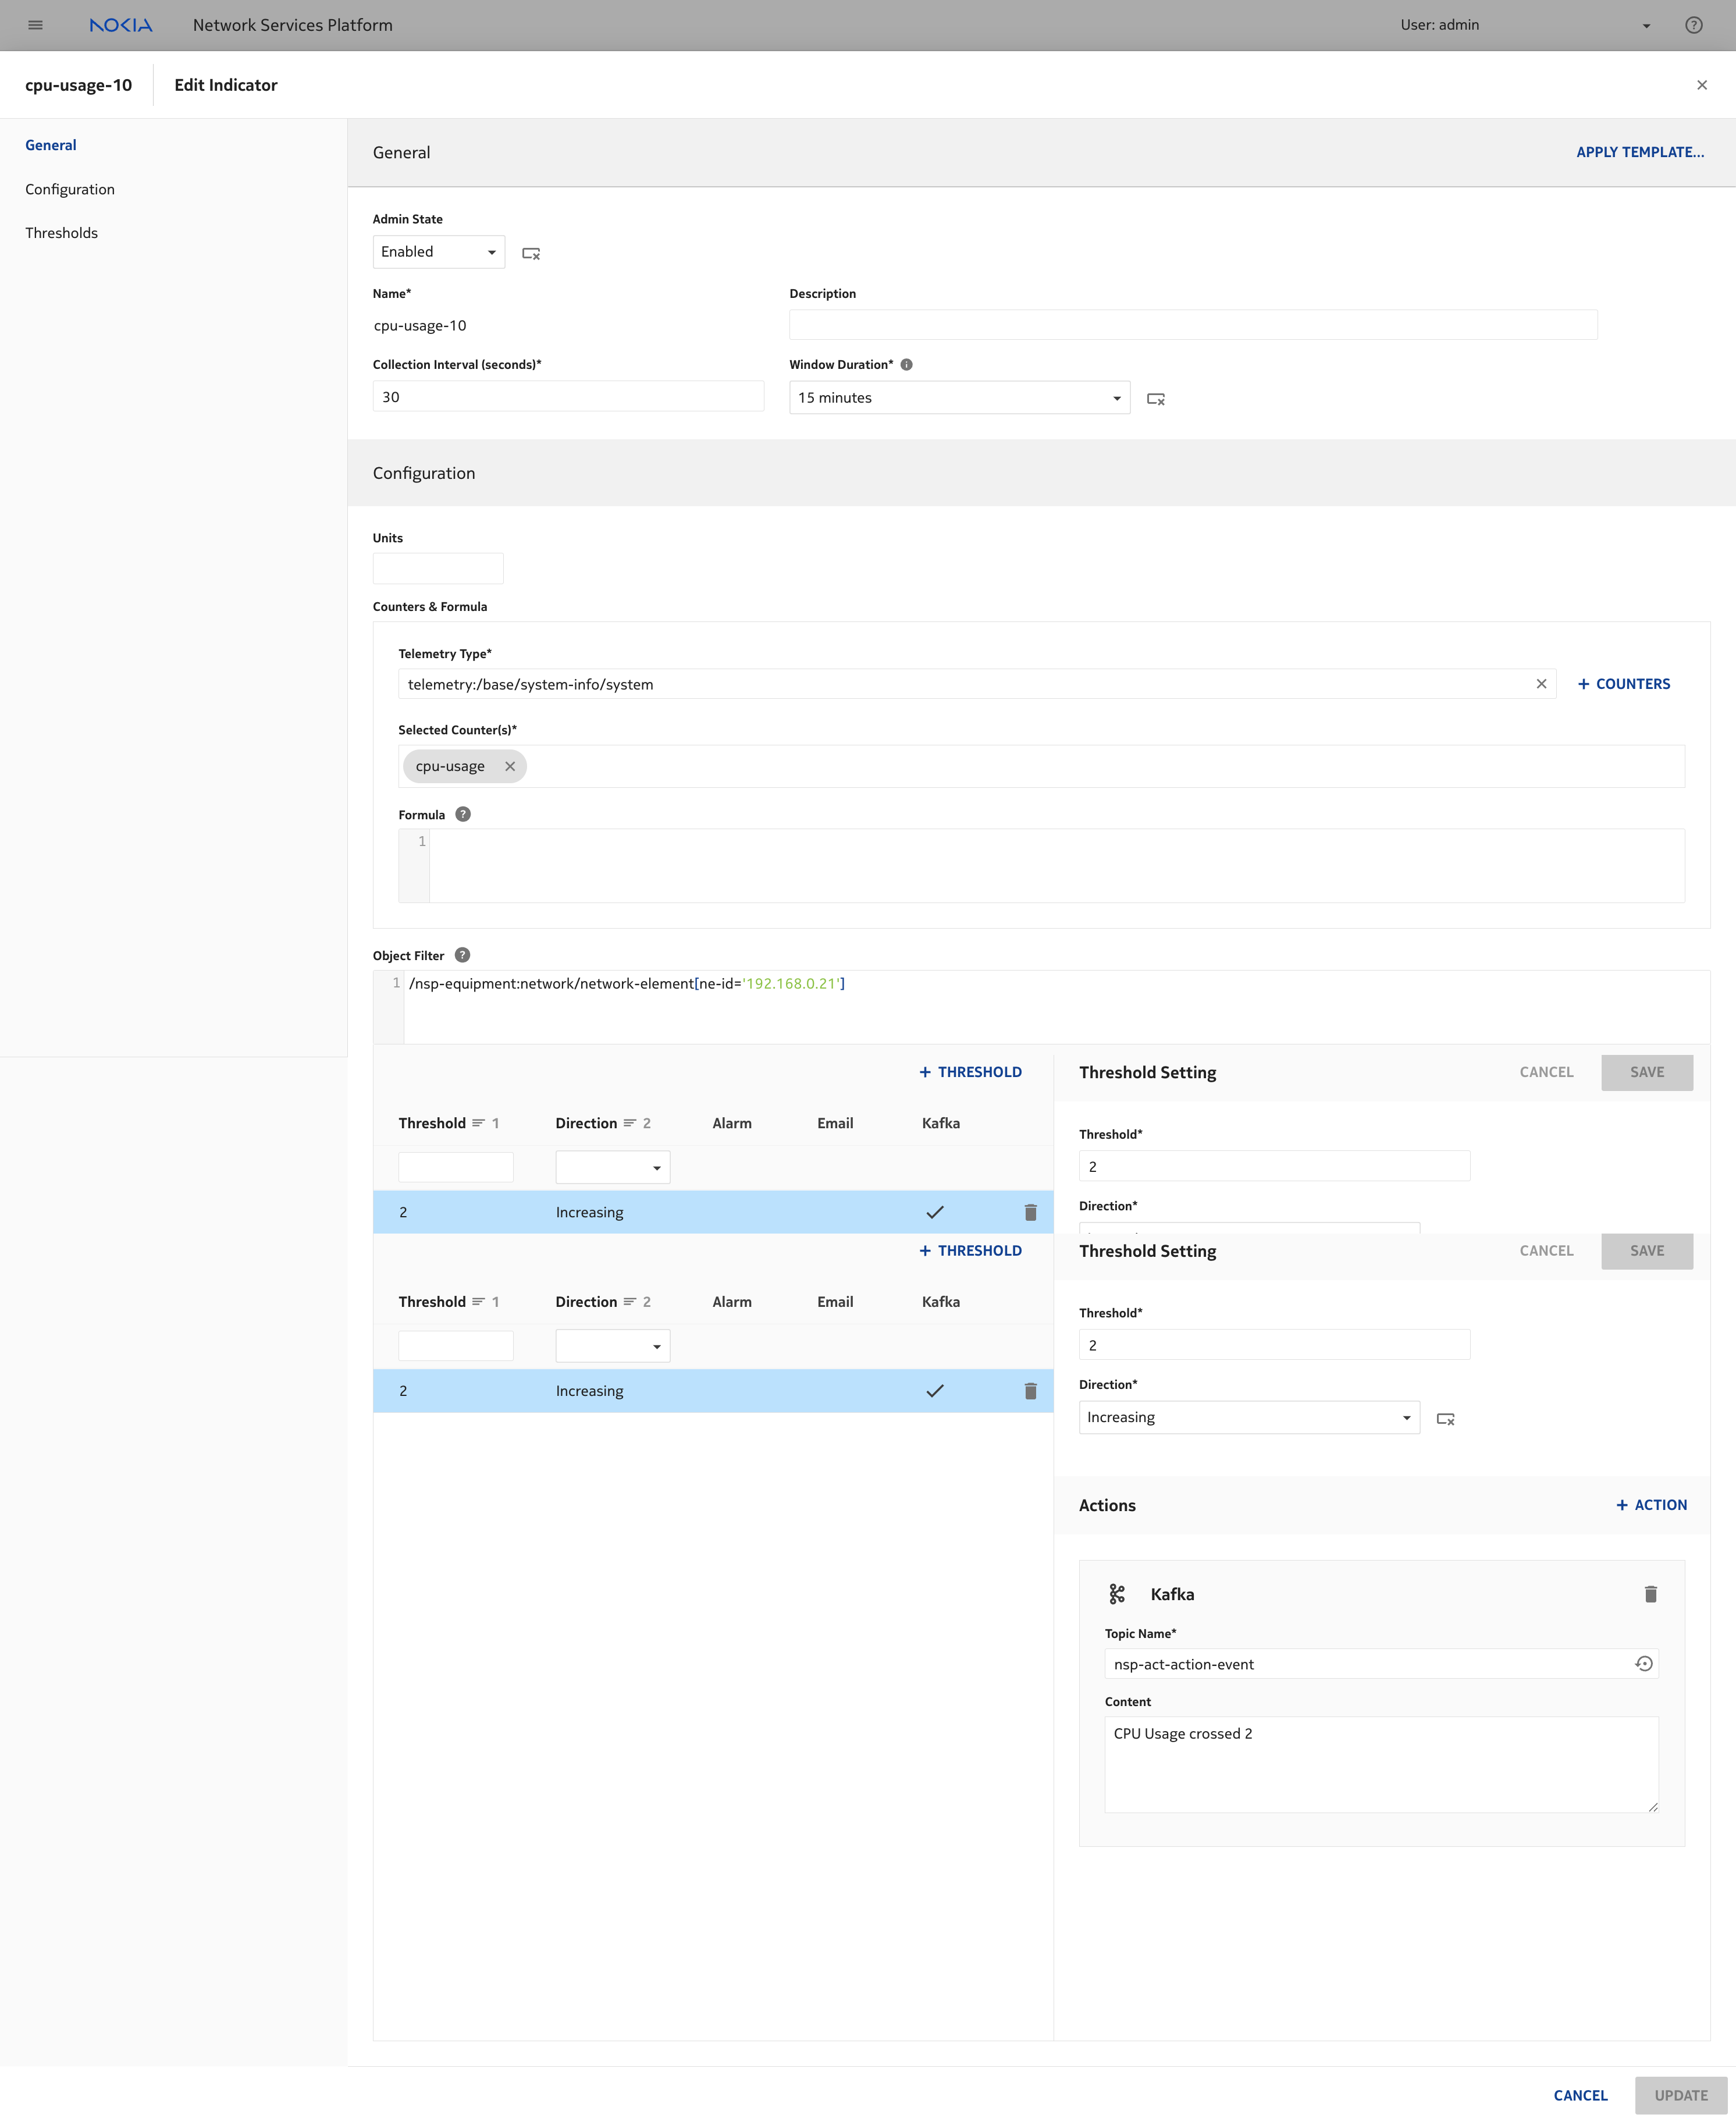 NOKIA Network Services Platform User: admin
cpu-usage-10 Edit Indicator
General
Configuration
Thresholds
General APPLY TEMPLATE...
Admin State
Enabled
Name* Description
cpu-usage-10
Collection Interval (seconds)* Window Duration*
30 15 minutes
Configuration
Units
Counters & Formula
Telemetry Type*
telemetry:/base/system-info/system + COUNTERS
Selected Counter(s)*
cpu-usage
Formula ?
1
Object Filter ?
1 /nsp-equipment:network/network-element[ne-id='192.168.0.21']
+ THRESHOLD
Threshold 1 Direction 2 Alarm Email Kafka
2 Increasing
Threshold Setting CANCEL SAVE
Threshold*
2
Direction*
+ THRESHOLD
Threshold 1 Direction 2 Alarm Email Kafka
2 Increasing
Threshold Setting CANCEL SAVE
Threshold*
2
Direction*
Increasing
Actions + ACTION
Kafka
Topic Name*
nsp-act-action-event
Content
CPU Usage crossed 2
CANCEL UPDATE